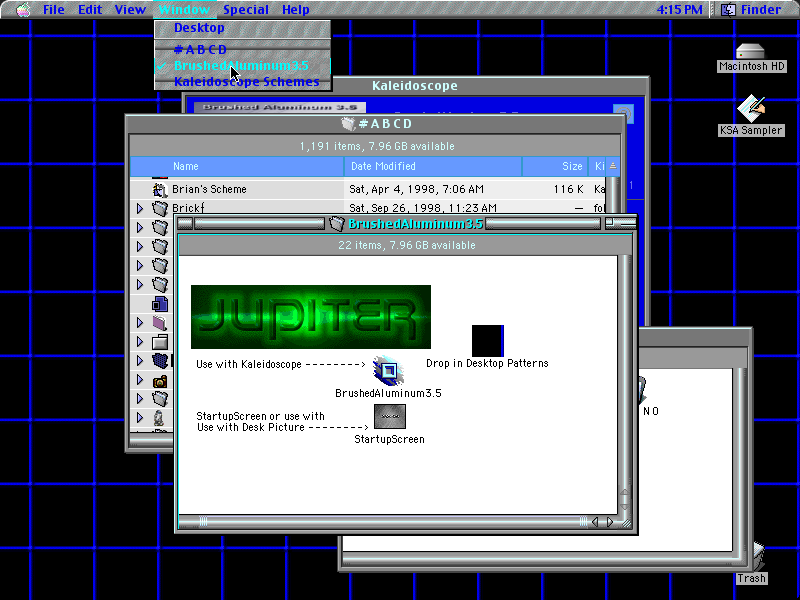 File Edit View Window Special Help 4:15 PM Finder
Desktop
#ABCD
BrushedAluminum3.5
Kaleidoscope Schemes
Macintosh HD
KSA Sampler
Kaleidoscope
Brushed Aluminum 3.5
#ABCD
1,191 items, 7.96 GB available
Name Date Modified Size Ki
Brian's Scheme Sat, Apr 4, 1998, 7:06 AM 116 K Ka
Brickf Sat, Sep 26, 1998, 11:23 AM — fol
BrushedAluminum3.5
22 items, 7.96 GB available
JUPITER
Use with Kaleidoscope -------->
Drop in Desktop Patterns
BrushedAluminum3.5
StartupScreen or use with
Use with Desk Picture -------->
StartupScreen
N O
Trash